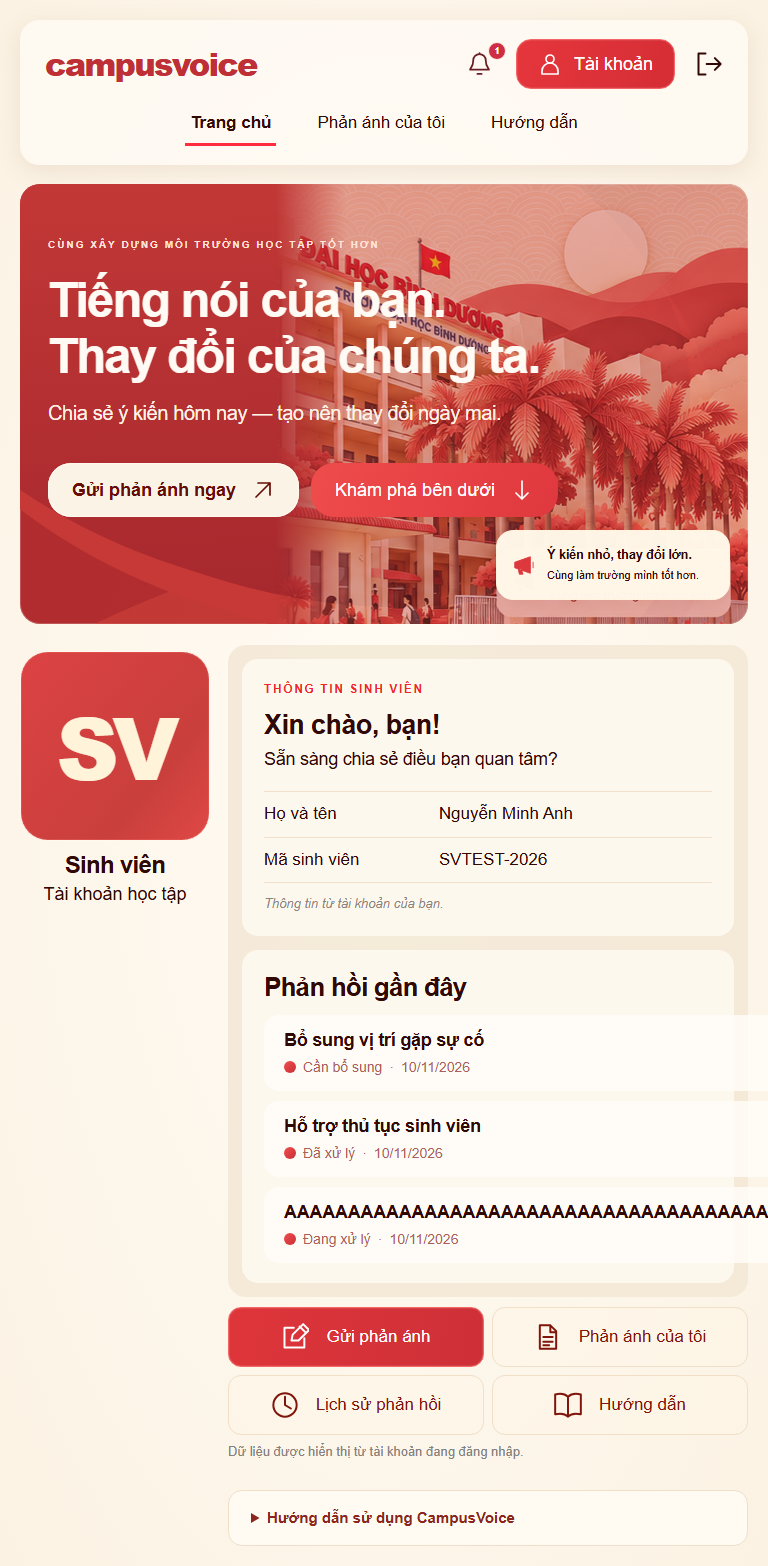 campusvoice
1
Tài khoản
Trang chủ
Phản ánh của tôi
Hướng dẫn
CÙNG XÂY DỰNG MÔI TRƯỜNG HỌC TẬP TỐT HƠN
ĐẠI HỌC BÌNH DƯƠNG
Tiếng nói của bạn.
Thay đổi của chúng ta.
Chia sẻ ý kiến hôm nay — tạo nên thay đổi ngày mai.
Gửi phản ánh ngay
Khám phá bên dưới
Ý kiến nhỏ, thay đổi lớn.
Cùng làm trường mình tốt hơn.
SV
Sinh viên
Tài khoản học tập
THÔNG TIN SINH VIÊN
Xin chào, bạn!
Sẵn sàng chia sẻ điều bạn quan tâm?
Họ và tên
Nguyễn Minh Anh
Mã sinh viên
SVTEST-2026
Thông tin từ tài khoản của bạn.
Phản hồi gần đây
Bổ sung vị trí gặp sự cố
Cần bổ sung · 10/11/2026
Hỗ trợ thủ tục sinh viên
Đã xử lý · 10/11/2026
AAAAAAAAAAAAAAAAAAAAAAAAAAAAAAAAAAAAAAA
Đang xử lý · 10/11/2026
Gửi phản ánh
Phản ánh của tôi
Lịch sử phản hồi
Hướng dẫn
Dữ liệu được hiển thị từ tài khoản đang đăng nhập.
Hướng dẫn sử dụng CampusVoice